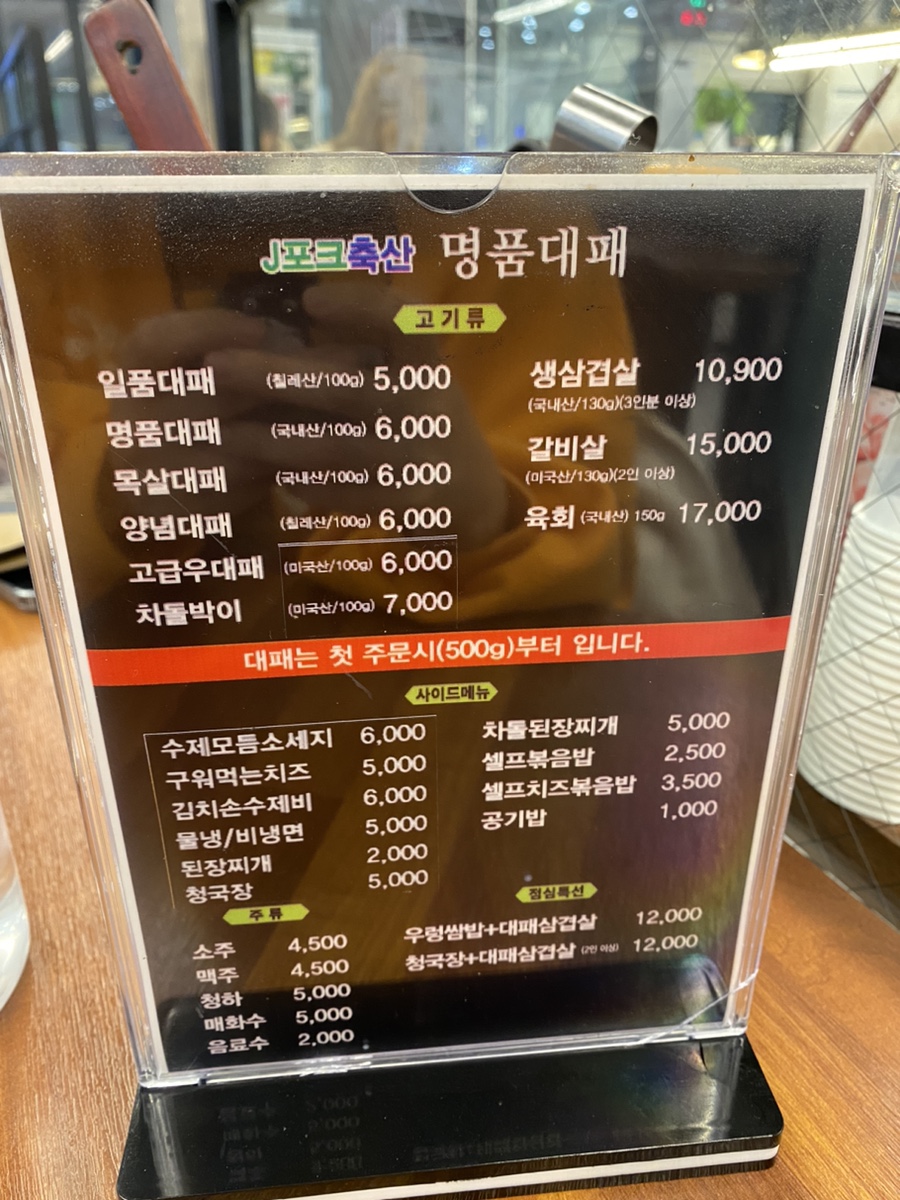 J포크축산 명품대패
고기류
일품대패 (칠레산/100g) 5,000
명품대패 (국내산/100g) 6,000
목살대패 (국내산/100g) 6,000
양념대패 (칠레산/100g) 6,000
고급우대패 (미국산/100g) 6,000
차돌박이 (미국산/100g) 7,000
생삼겹살 10,900
(국내산/130g)(3인분 이상)
갈비살 15,000
(미국산/130g)(2인 이상)
육회 (국내산) 150g 17,000
대패는 첫 주문시(500g)부터 입니다.
사이드메뉴
수제모듬소세지 6,000
구워먹는치즈 5,000
김치손수제비 6,000
물냉/비냉면 5,000
된장찌개 2,000
청국장 5,000
차돌된장찌개 5,000
셀프볶음밥 2,500
셀프치즈볶음밥 3,500
공기밥 1,000
주류
소주 4,500
맥주 4,500
청하 5,000
매화수 5,000
음료수 2,000
점심특선
우렁쌈밥+대패삼겹살 12,000
청국장+대패삼겹살 (2인 이상) 12,000